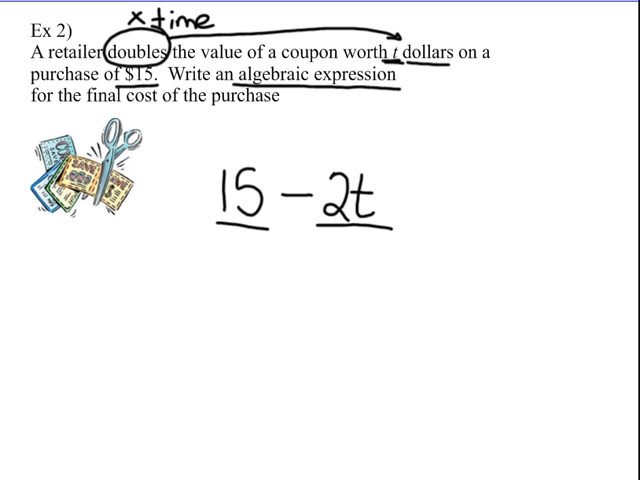 x time
Ex 2)
A retailer doubles the value of a coupon worth t dollars on a
purchase of $15. Write an algebraic expression
for the final cost of the purchase
SAVE
15 - 2t